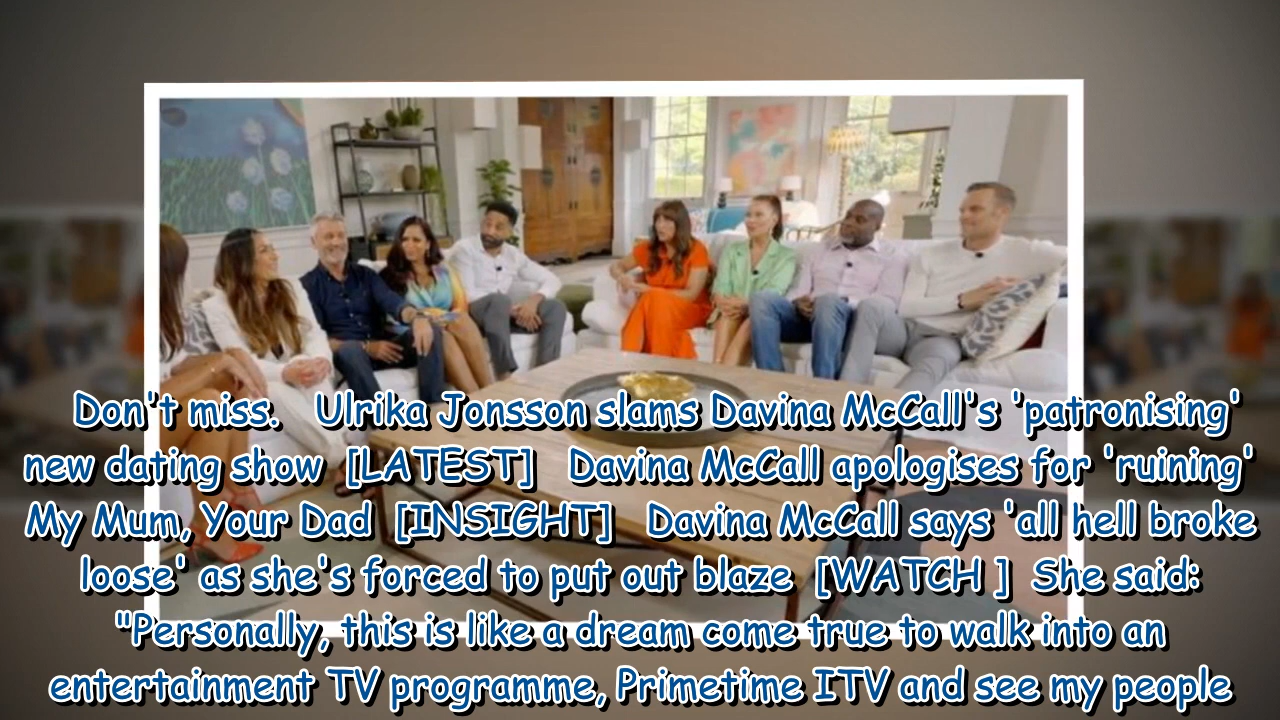 Don't miss.   Ulrika Jonsson slams Davina McCall's 'patronising'
new dating show  [LATEST]   Davina McCall apologises for 'ruining'
My Mum, Your Dad  [INSIGHT]   Davina McCall says 'all hell broke
loose' as she's forced to put out blaze  [WATCH ]  She said:
"Personally, this is like a dream come true to walk into an
entertainment TV programme, Primetime ITV and see my people